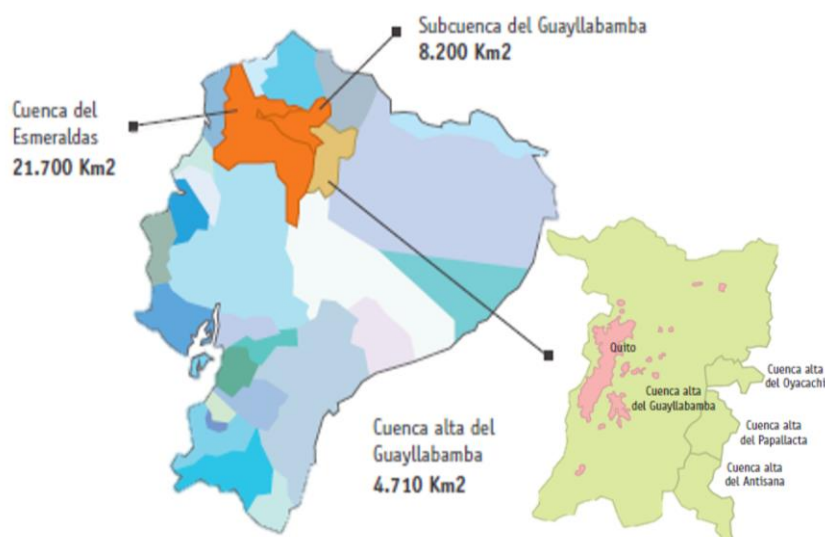 Subcuenca del Guayllabamba
8.200 Km2
Cuenca del
Esmeraldas
21.700 Km2
Cuenca alta del
Guayllabamba
4.710 Km2
Quito
Cuenca alta
del Guayllabamba
Cuenca alta
del Oyacachi
Cuenca alta
del Papallacta
Cuenca alta
del Antisana